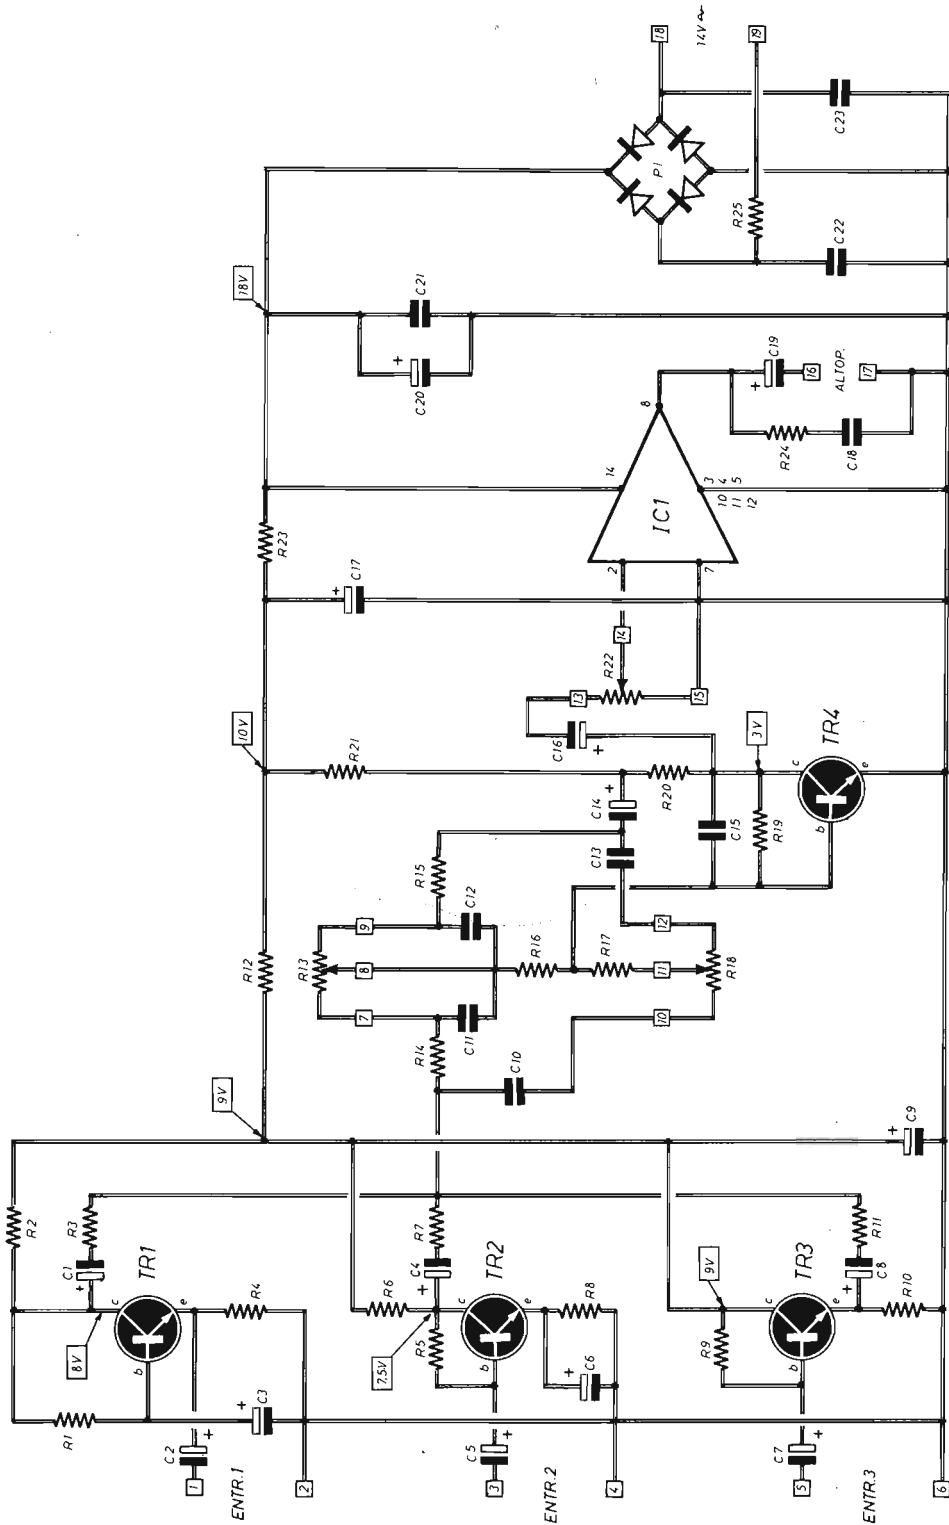 ENTR.1
1
2
C2
+
R1
C3
+
b
c
e
TR1
8V
C1
+
R3
R2
R4
ENTR.2
3
4
C5
+
C6
+
R5
R6
7.5V
b
c
e
TR2
C4
+
R7
R8
ENTR.3
5
6
C7
+
R9
9V
b
c
e
TR3
C8
+
R10
R11
C9
+
9V
R12
R14
C10
7
8
9
R13
C11
C12
R15
R16
R17
10
11
12
R18
C13
C14
+
10V
R21
R20
C15
R19
3V
b
c
e
TR4
C16
+
13
14
15
R22
C17
+
R23
2
7
IC1
14
8
3 4 5
10 11 12
18V
C20
+
C21
R24
C18
C19
+
16
ALTOP.
17
P1
R25
C22
C23
18
14V~
19